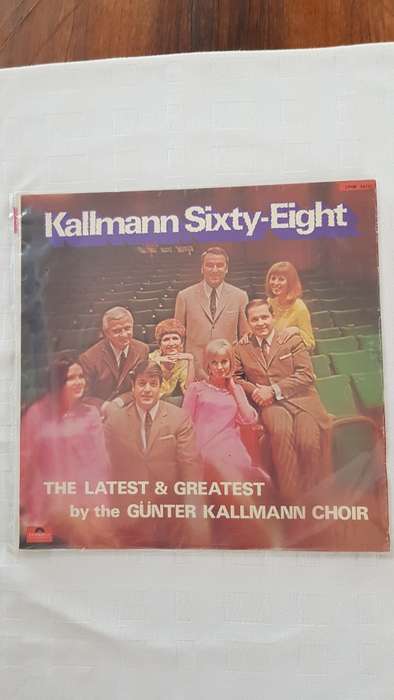 Kallmann Sixty-Eight
THE LATEST & GREATEST
by the GÜNTER KALLMANN CHOIR